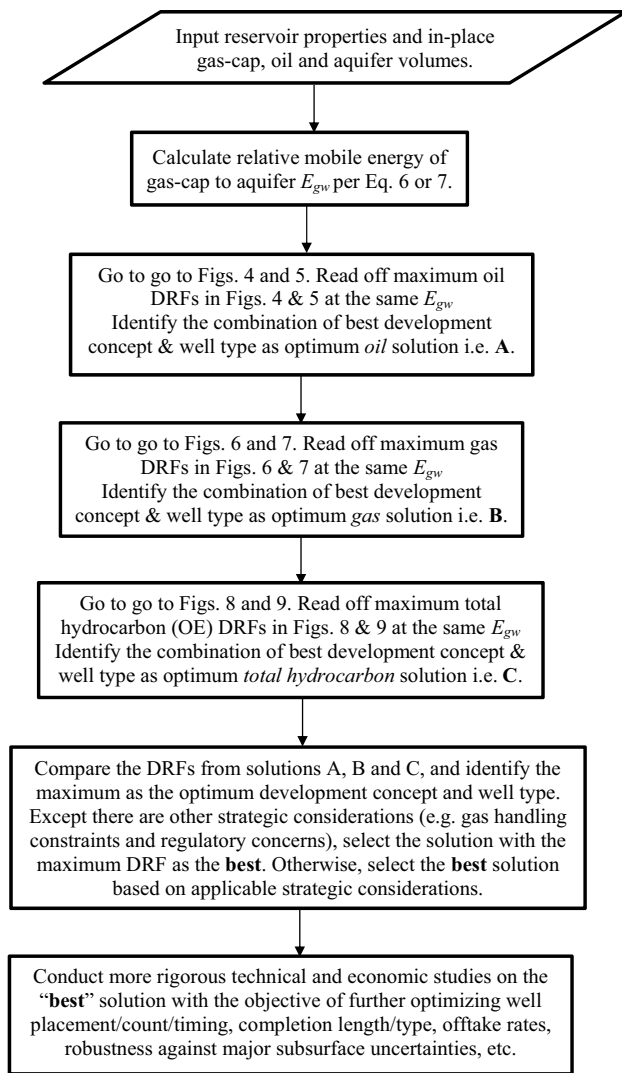 Input reservoir properties and in-place
gas-cap, oil and aquifer volumes.
Calculate relative mobile energy of
gas-cap to aquifer Egw per Eq. 6 or 7.
Go to go to Figs. 4 and 5. Read off maximum oil
DRFs in Figs. 4 & 5 at the same Egw
Identify the combination of best development
concept & well type as optimum oil solution i.e. A.
Go to go to Figs. 6 and 7. Read off maximum gas
DRFs in Figs. 6 & 7 at the same Egw
Identify the combination of best development
concept & well type as optimum gas solution i.e. B.
Go to go to Figs. 8 and 9. Read off maximum total
hydrocarbon (OE) DRFs in Figs. 8 & 9 at the same Egw
Identify the combination of best development concept &
well type as optimum total hydrocarbon solution i.e. C.
Compare the DRFs from solutions A, B and C, and identify the
maximum as the optimum development concept and well type.
Except there are other strategic considerations (e.g. gas handling
constraints and regulatory concerns), select the solution with the
maximum DRF as the best. Otherwise, select the best solution
based on applicable strategic considerations.
Conduct more rigorous technical and economic studies on the
“best” solution with the objective of further optimizing well
placement/count/timing, completion length/type, offtake rates,
robustness against major subsurface uncertainties, etc.